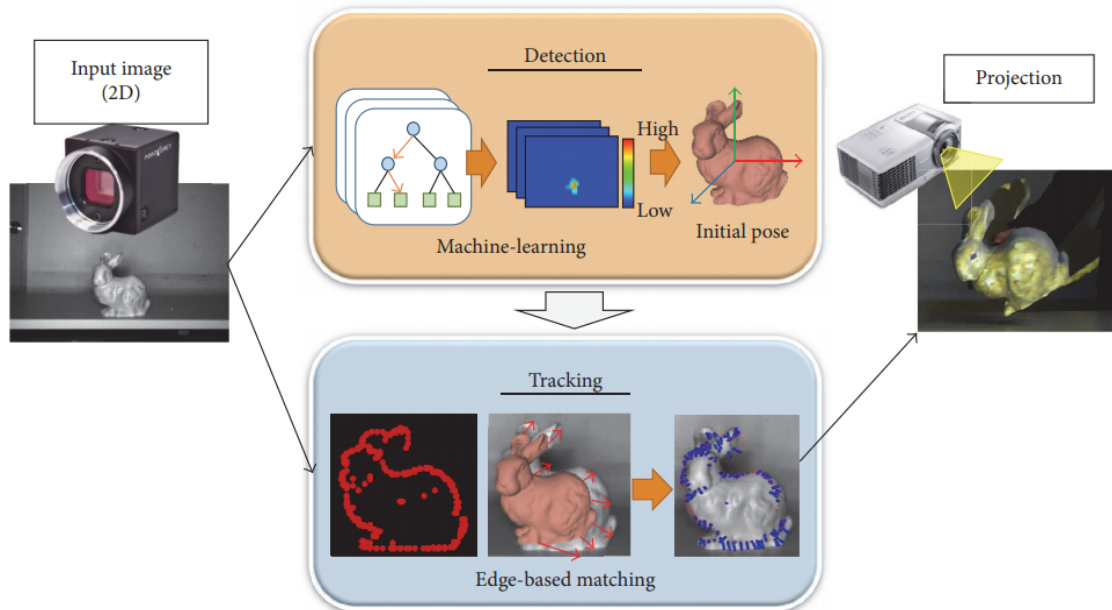 Input image
(2D)
Detection
High
Low
Machine-learning
Initial pose
Projection
Tracking
Edge-based matching